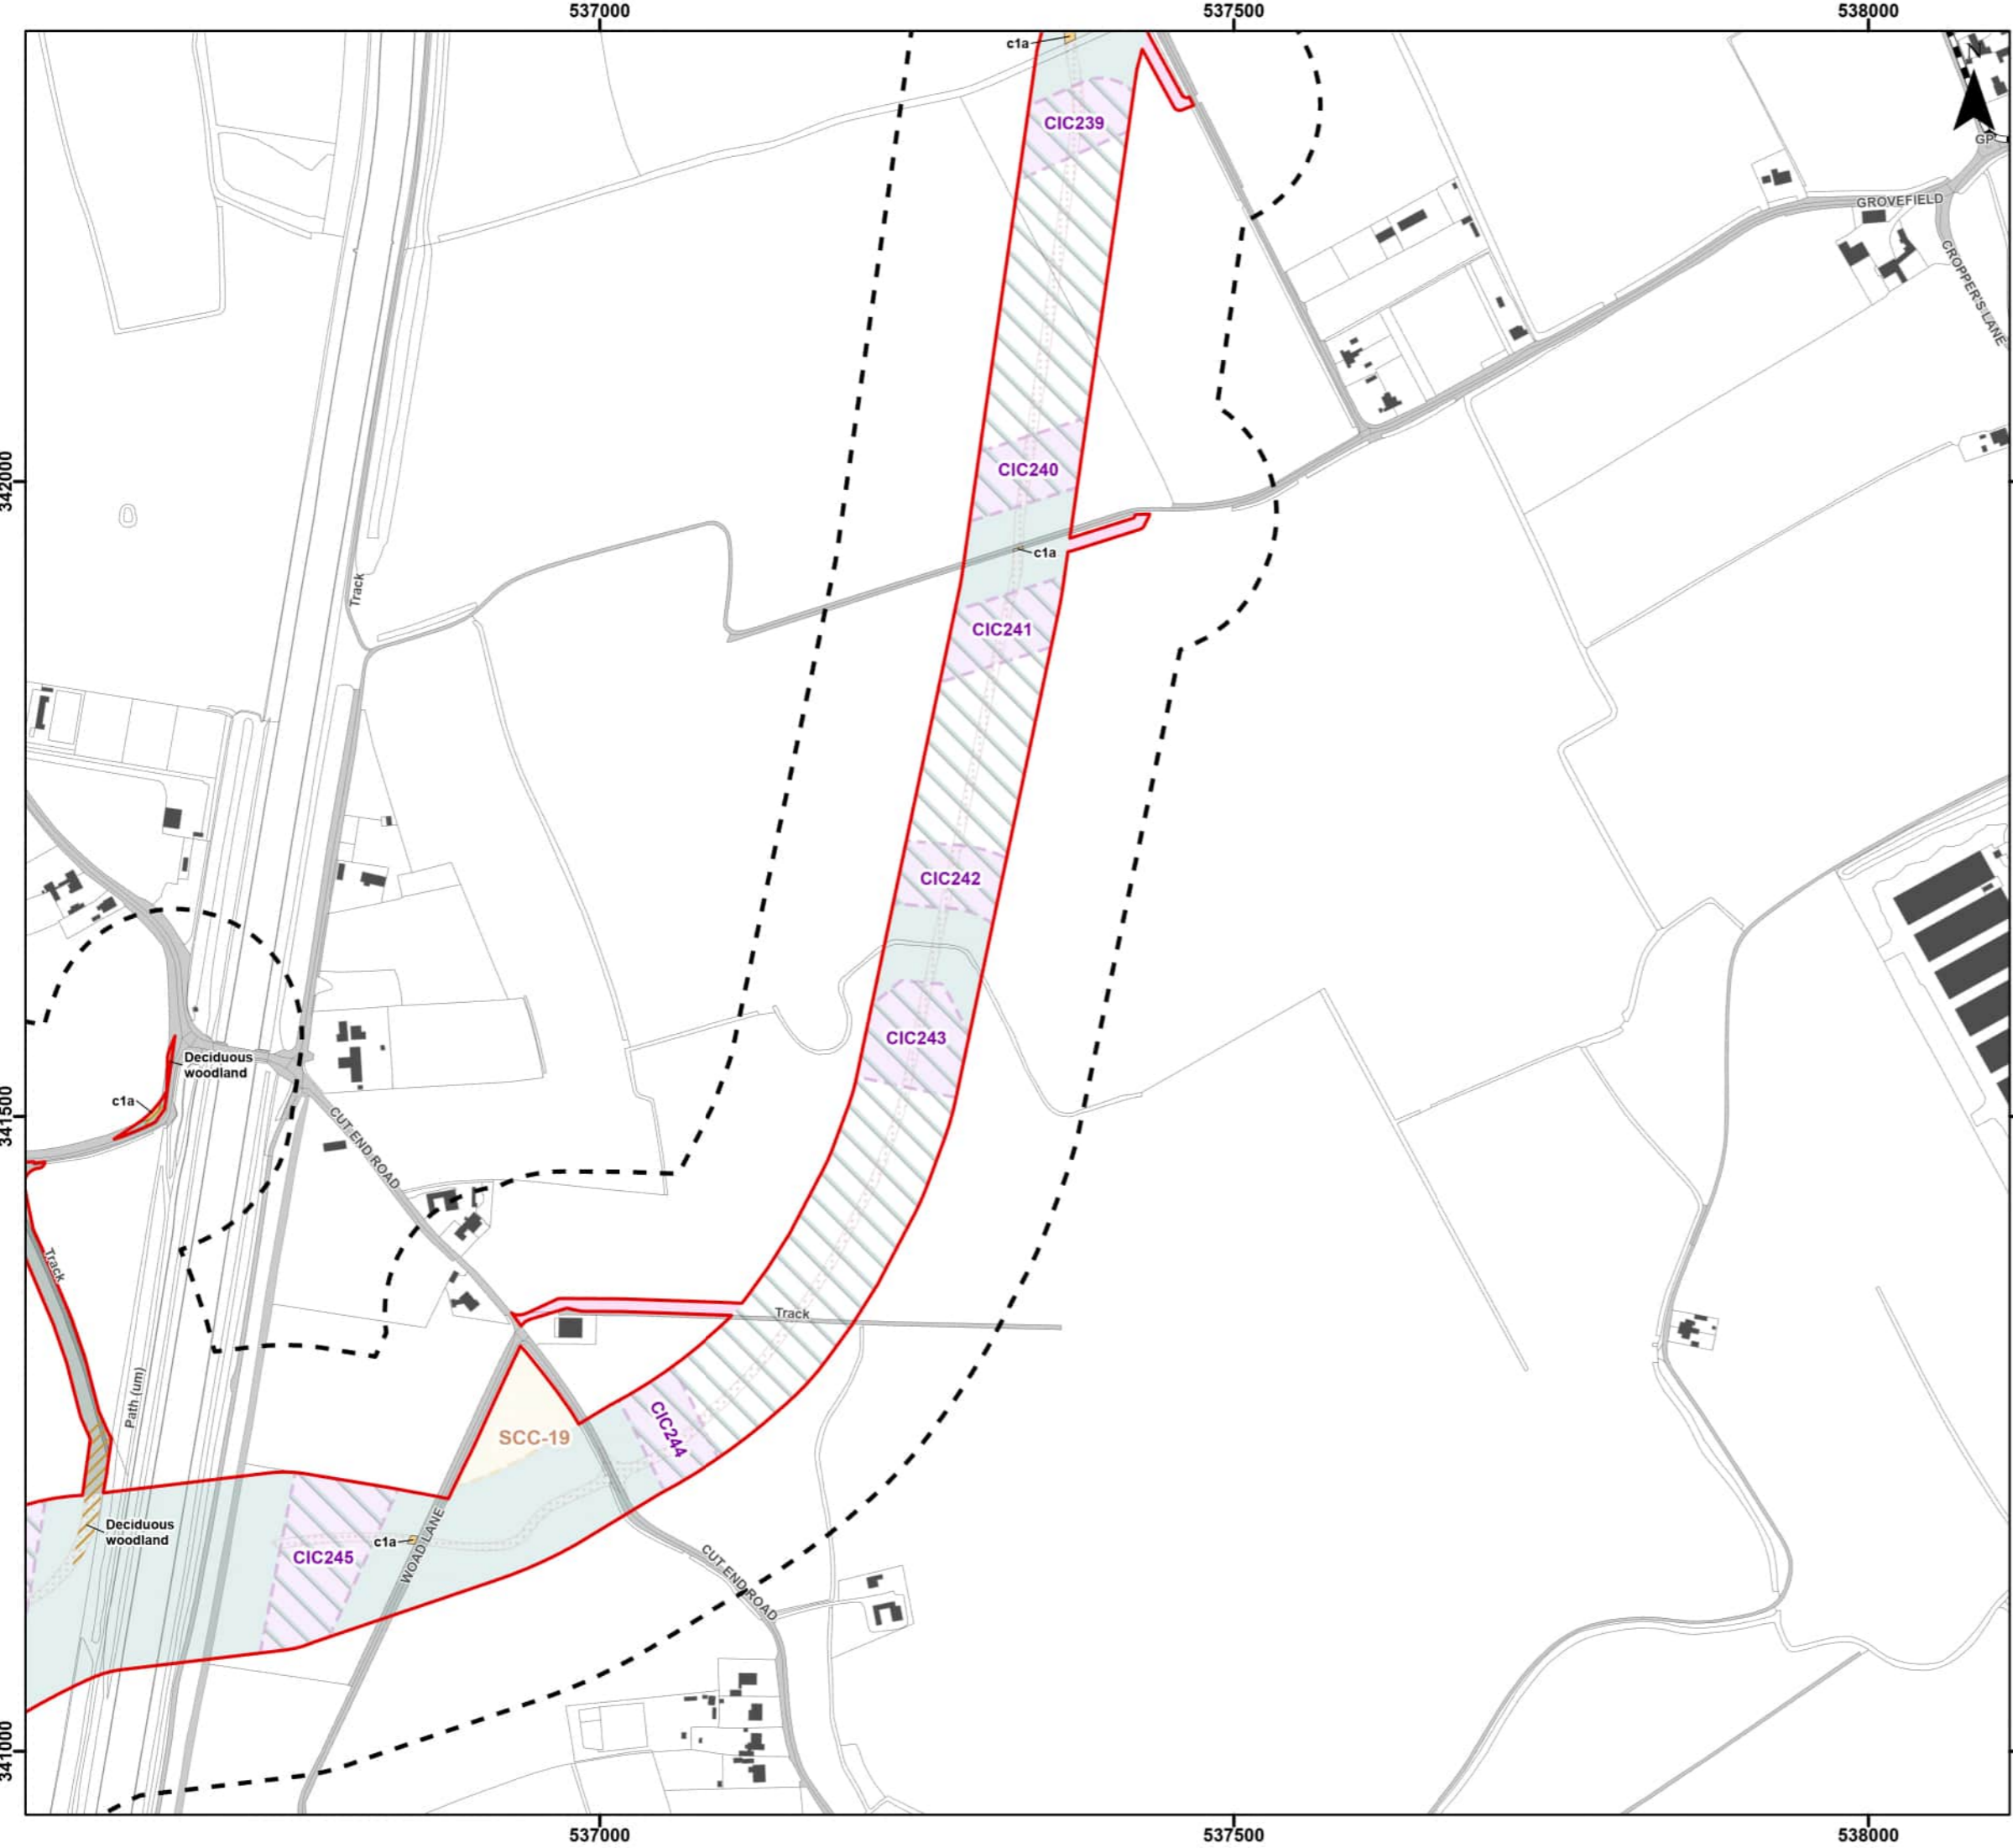 537000
537500
538000
c1a
N
CIC239
GP
GROVEFIELD
CROPPER'S LANE
342000
CIC240
c1a
Track
CIC241
CIC242
CIC243
Deciduous
woodland
c1a
341500
CUT END ROAD
Track
Track
Path (um)
CIC244
SCC-19
Deciduous
woodland
c1a
WOAD LANE
CIC245
CUT END ROAD
341000
537000
537500
538000